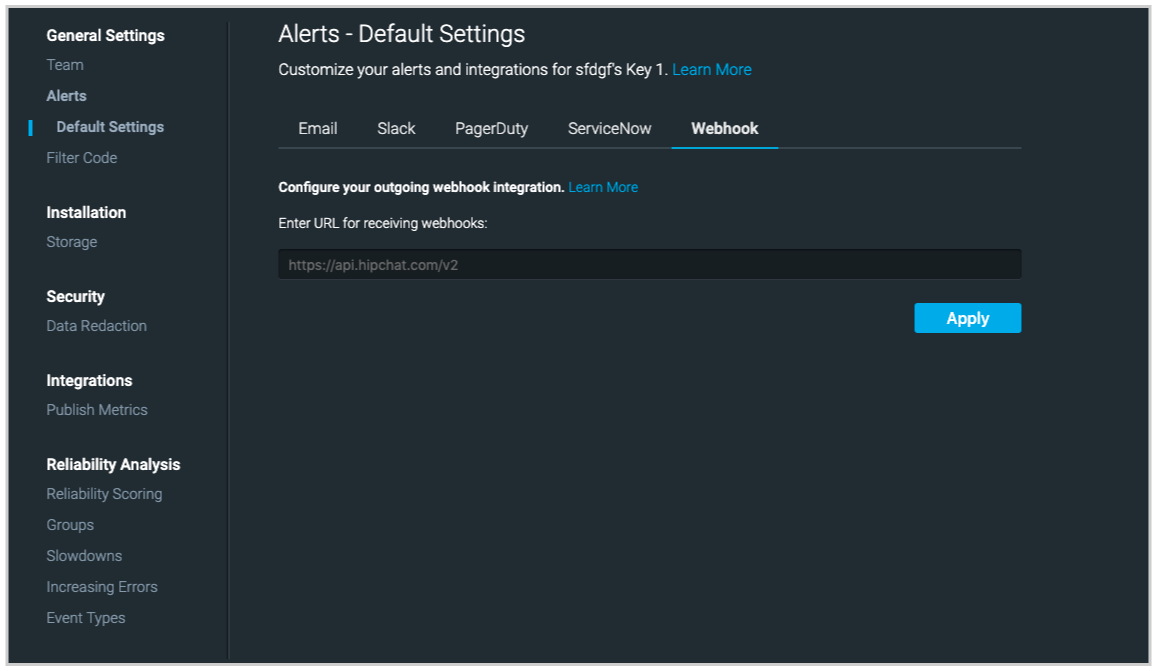 General Settings
Team
Alerts
Default Settings
Filter Code
Installation
Storage
Security
Data Redaction
Integrations
Publish Metrics
Reliability Analysis
Reliability Scoring
Groups
Slowdowns
Increasing Errors
Event Types
Alerts - Default Settings
Customize your alerts and integrations for sfdgf's Key 1. Learn More
Email Slack PagerDuty ServiceNow Webhook
Configure your outgoing webhook integration. Learn More
Enter URL for receiving webhooks:
https://api.hipchat.com/v2
Apply